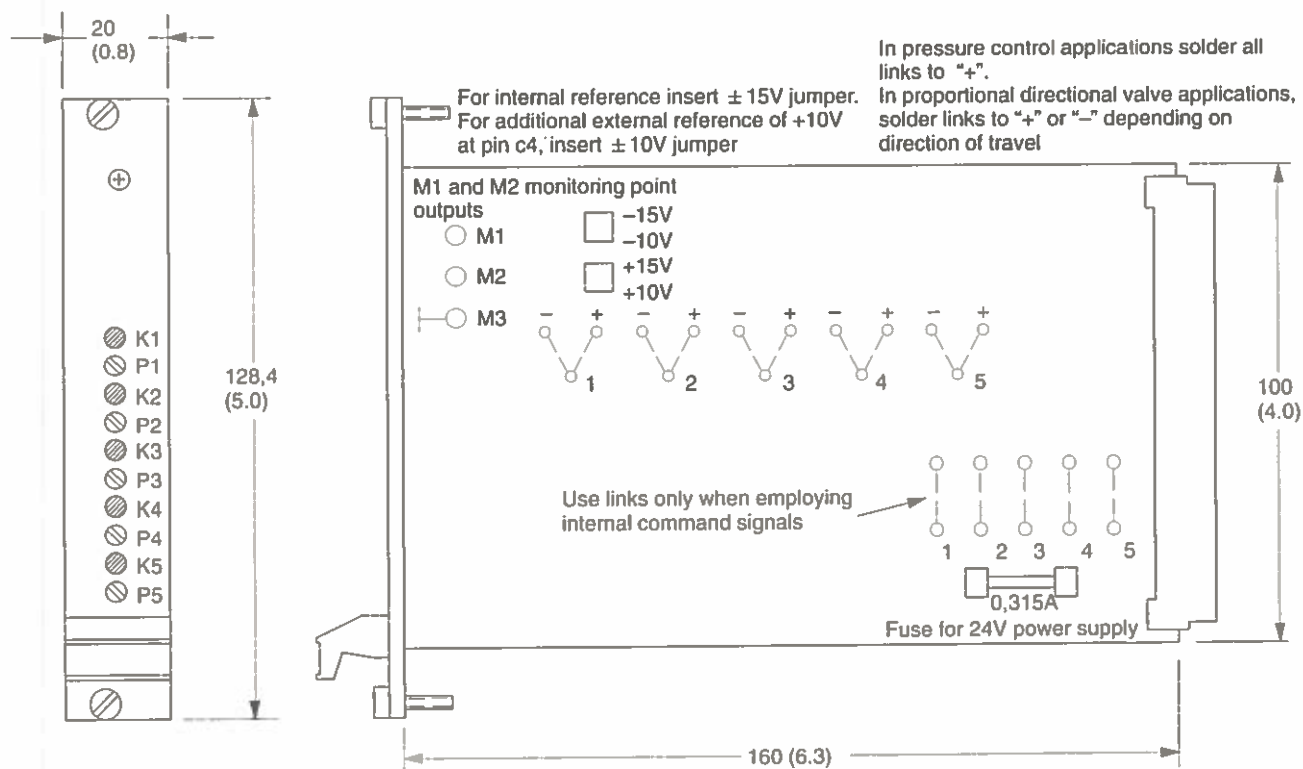 20
(0.8)
In pressure control applications solder all
links to "+".
In proportional directional valve applications,
solder links to "+" or "–" depending on
direction of travel
For internal reference insert ± 15V jumper.
For additional external reference of +10V
at pin c4, insert ± 10V jumper
M1 and M2 monitoring point
outputs
M1
M2
M3
–15V
–10V
+15V
+10V
– + – + – + – + – +
1 2 3 4 5
K1
P1
K2
P2
K3
P3
K4
P4
K5
P5
128,4
(5.0)
100
(4.0)
Use links only when employing
internal command signals
1 2 3 4 5
0,315A
Fuse for 24V power supply
160 (6.3)